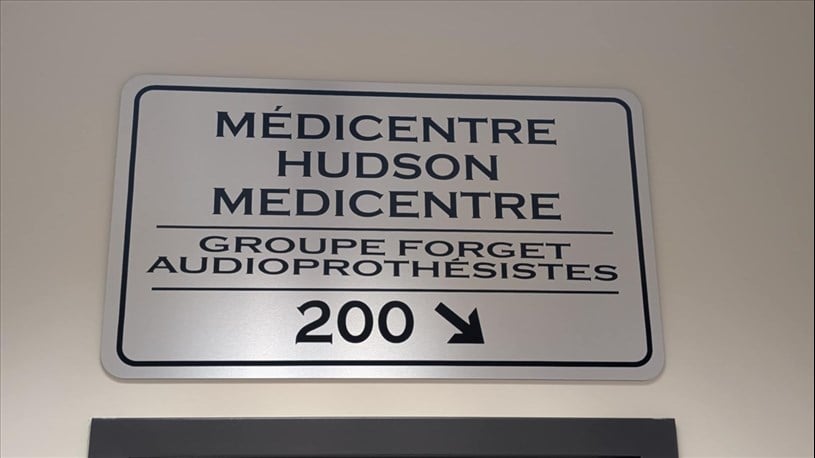 MÉDICENTRE
HUDSON
MEDICENTRE
GROUPE FORGET
AUDIOPROTHÉSISTES
200 ↘